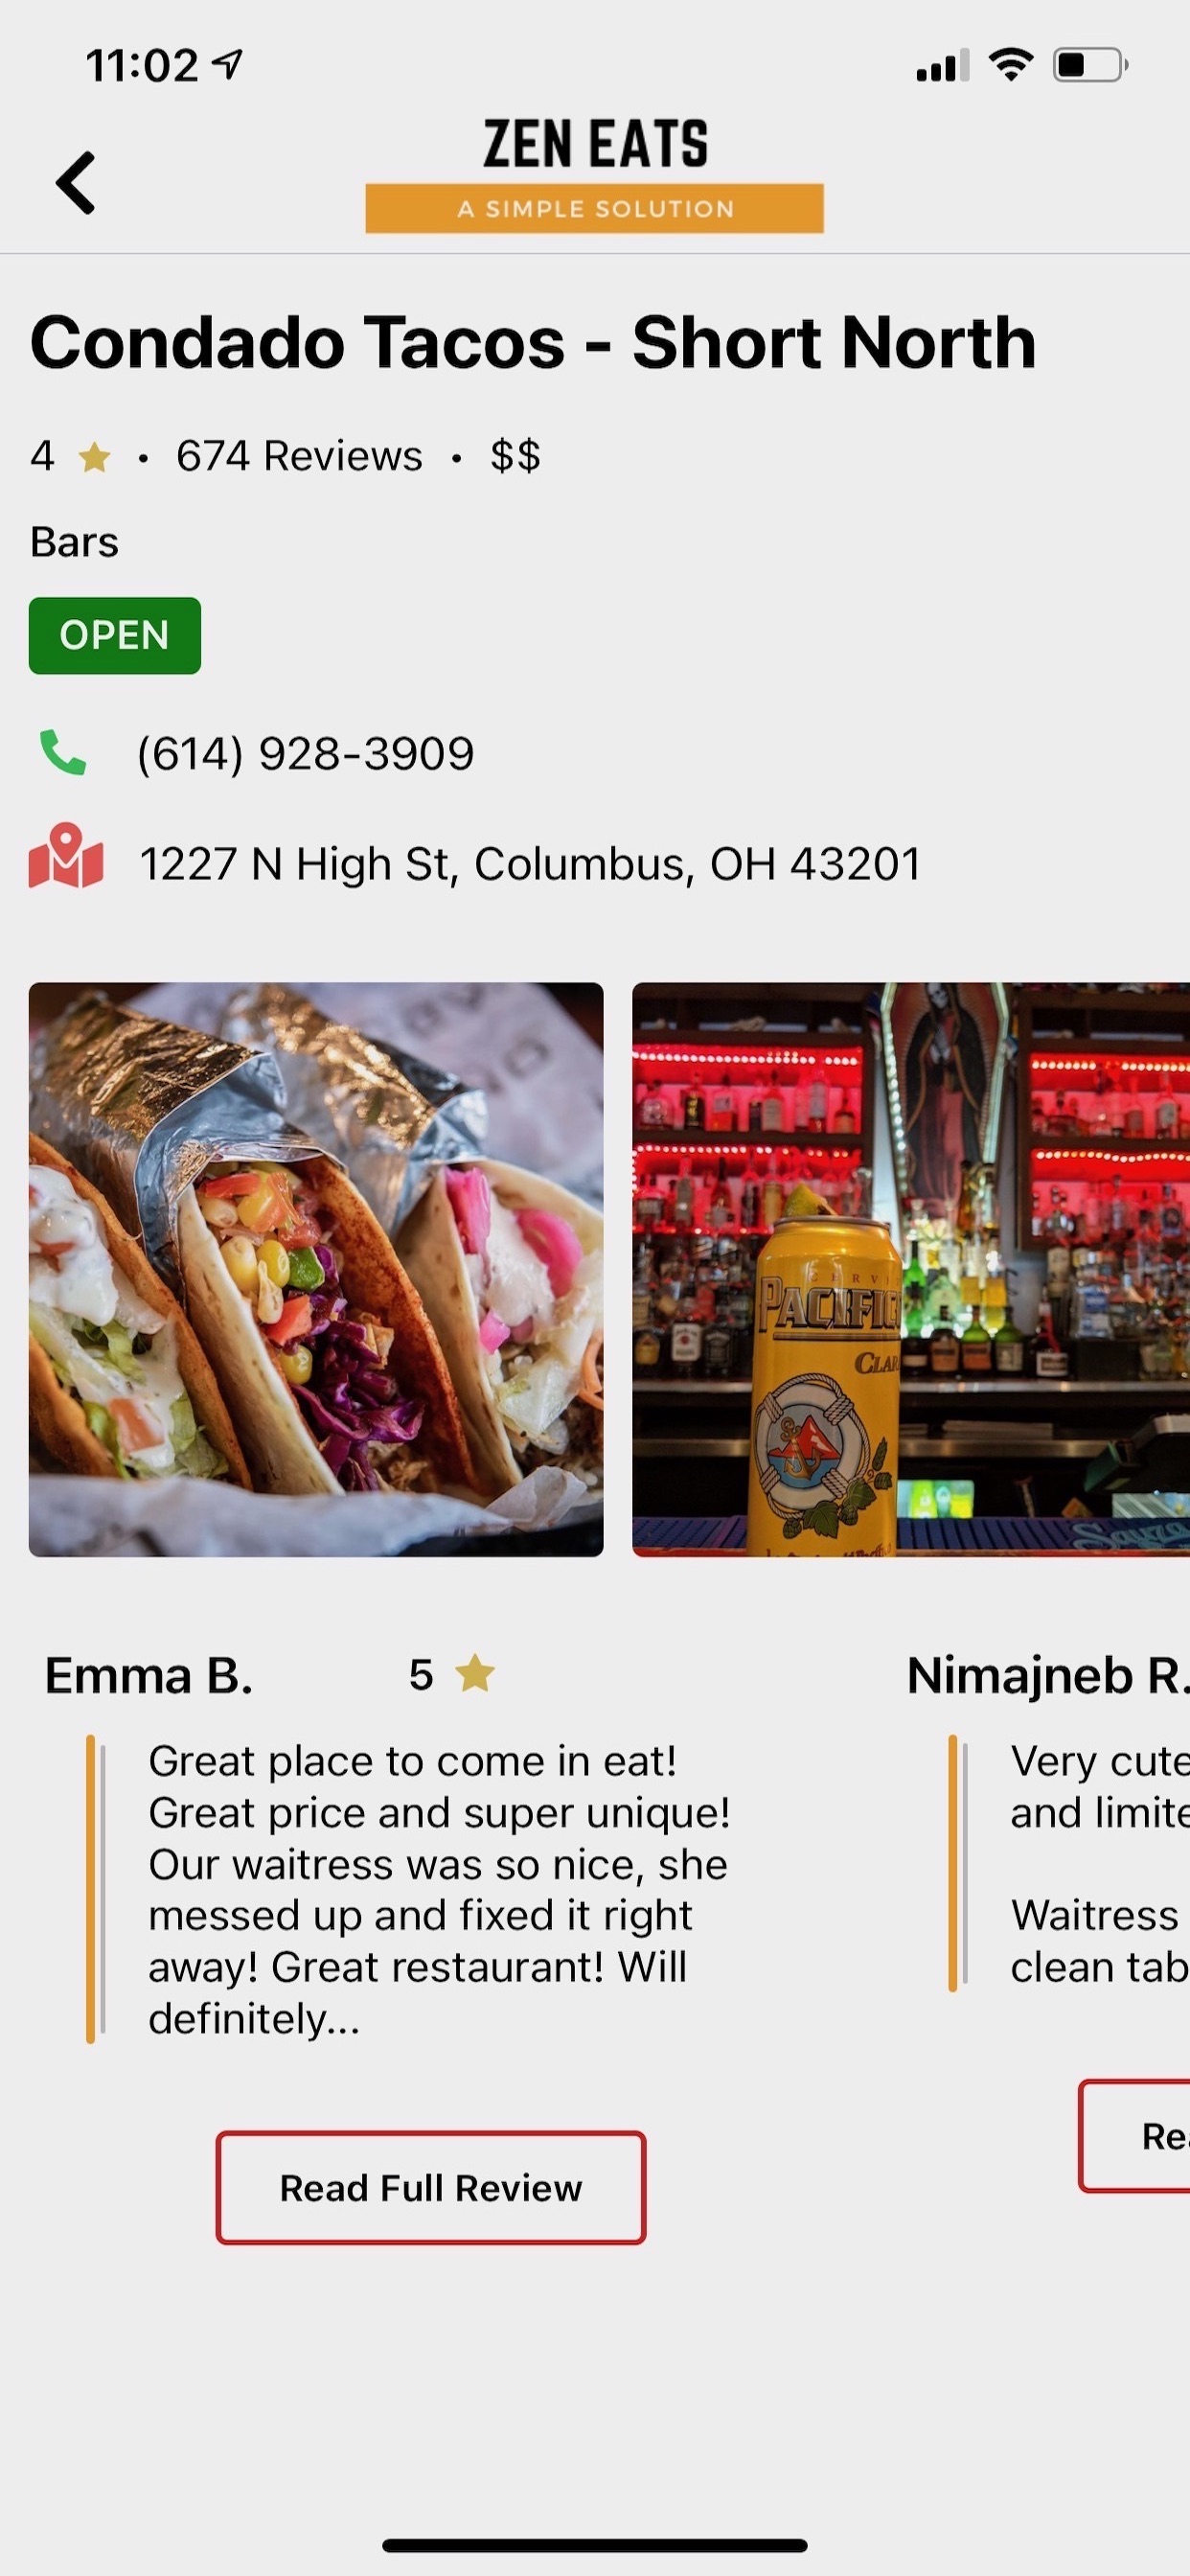 11:02
ZEN EATS
A SIMPLE SOLUTION
Condado Tacos - Short North
4 • 674 Reviews • $$
Bars
OPEN
(614) 928-3909
1227 N High St, Columbus, OH 43201
CERV
PACIFIC
CLAR
Emma B. 5
Great place to come in eat!
Great price and super unique!
Our waitress was so nice, she
messed up and fixed it right
away! Great restaurant! Will
definitely...
Read Full Review
Nimajneb R.
Very cute
and limite
Waitress
clean tab
Rea